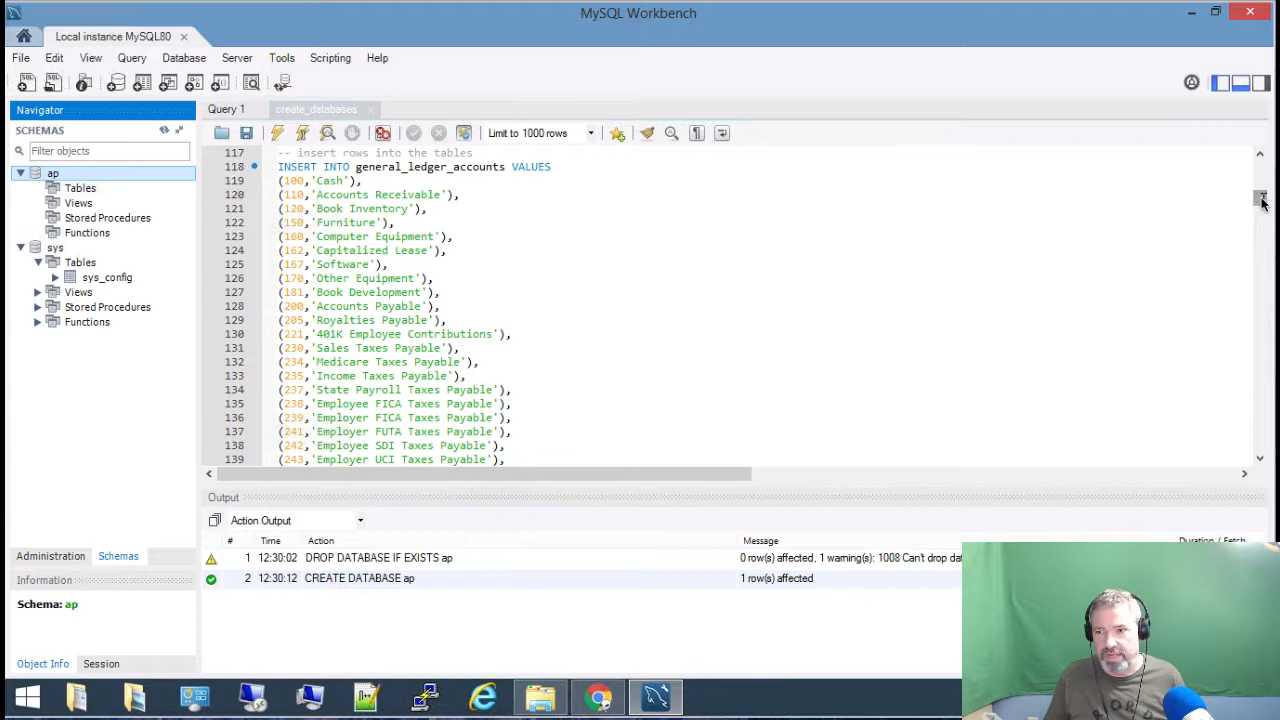 MySQL Workbench
Local instance MySQL80
File Edit View Query Database Server Tools Scripting Help
Navigator
SCHEMAS
Filter objects
ap
Tables
Views
Stored Procedures
Functions
sys
Tables
sys_config
Views
Stored Procedures
Functions
Administration Schemas
Information
Schema: ap
Object Info Session
Query 1 create_databases
Limit to 1000 rows
117 -- insert rows into the tables
118 INSERT INTO general_ledger_accounts VALUES
119 (100,'Cash'),
120 (110,'Accounts Receivable'),
121 (120,'Book Inventory'),
122 (150,'Furniture'),
123 (160,'Computer Equipment'),
124 (162,'Capitalized Lease'),
125 (167,'Software'),
126 (170,'Other Equipment'),
127 (181,'Book Development'),
128 (200,'Accounts Payable'),
129 (205,'Royalties Payable'),
130 (221,'401K Employee Contributions'),
131 (230,'Sales Taxes Payable'),
132 (234,'Medicare Taxes Payable'),
133 (235,'Income Taxes Payable'),
134 (237,'State Payroll Taxes Payable'),
135 (238,'Employee FICA Taxes Payable'),
136 (239,'Employer FICA Taxes Payable'),
137 (241,'Employer FUTA Taxes Payable'),
138 (242,'Employee SDI Taxes Payable'),
139 (243,'Employer UCI Taxes Payable'),
Output
Action Output
# Time Action Message Duration / Fetch
1 12:30:02 DROP DATABASE IF EXISTS ap 0 row(s) affected, 1 warning(s): 1008 Can't drop dat
2 12:30:12 CREATE DATABASE ap 1 row(s) affected